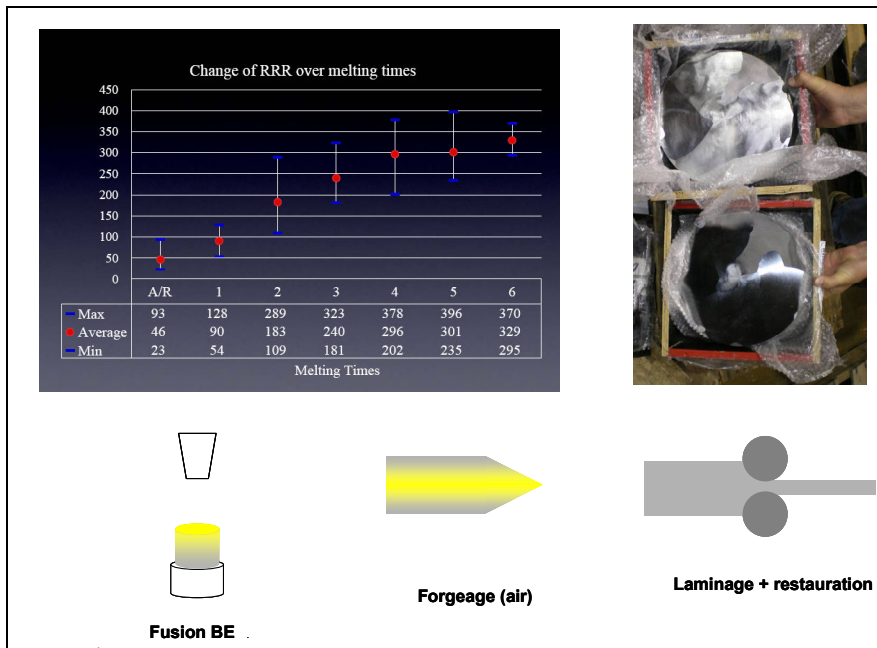 Change of RRR over melting times
450
400
350
300
250
200
150
100
50
0
A/R 1 2 3 4 5 6
Max 93 128 289 323 378 396 370
Average 46 90 183 240 296 301 329
Min 23 54 109 181 202 235 295
Melting Times
Fusion BE
Forgeage (air)
Laminage + restauration